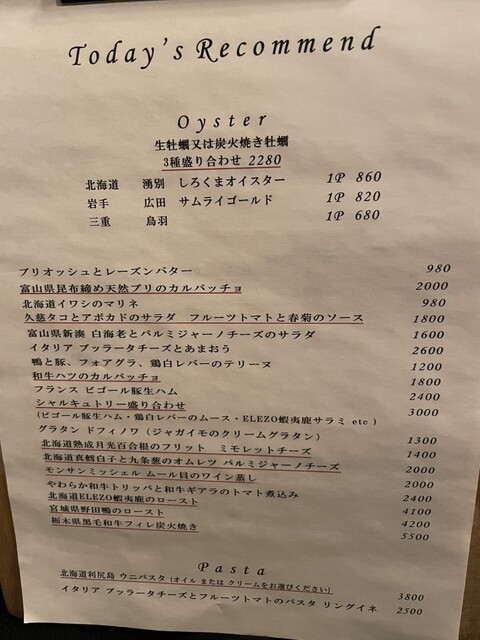 Today's Recommend
Oyster
生牡蠣又は炭火焼き牡蠣
3種盛り合わせ 2280
北海道 湧別 しろくまオイスター 1P 860
岩手 広田 サムライゴールド 1P 820
三重 鳥羽 1P 680
ブリオッシュとレーズンバター 980
富山県昆布締め天然ブリのカルパッチョ 2000
北海道イワシのマリネ 980
久慈タコとアボカドのサラダ フルーツトマトと春菊のソース 1800
富山県新湊 白海老とパルミジャーノチーズのサラダ 1600
イタリア ブッラータチーズとあまおう 2600
鴨と豚、フォアグラ、鶏白レバーのテリーヌ 1200
和牛ハツのカルパッチョ 1800
フランス ビゴール豚生ハム 2400
シャルキュトリー盛り合わせ 3000
(ビゴール豚生ハム・鶏白レバーのムース・ELEZO蝦夷鹿サラミ etc )
グラタン ドフィノワ (ジャガイモのクリームグラタン) 1300
北海道熟成月光百合根のフリット ミモレットチーズ 1400
北海道真鱈白子と九条葱のオムレツ パルミジャーノチーズ 2000
モンサンミッシェル ムール貝のワイン蒸し 2000
やわらか和牛トリッパと和牛ギアラのトマト煮込み 2400
北海道ELEZO蝦夷鹿のロースト 4100
宮城県野田鴨のロースト 4200
栃木県黒毛和牛フィレ炭火焼き 5500
Pasta
北海道利尻島 ウニパスタ (オイル または クリームをお選びください) 3800
イタリア ブッラータチーズとフルーツトマトのパスタ リングイネ 2500